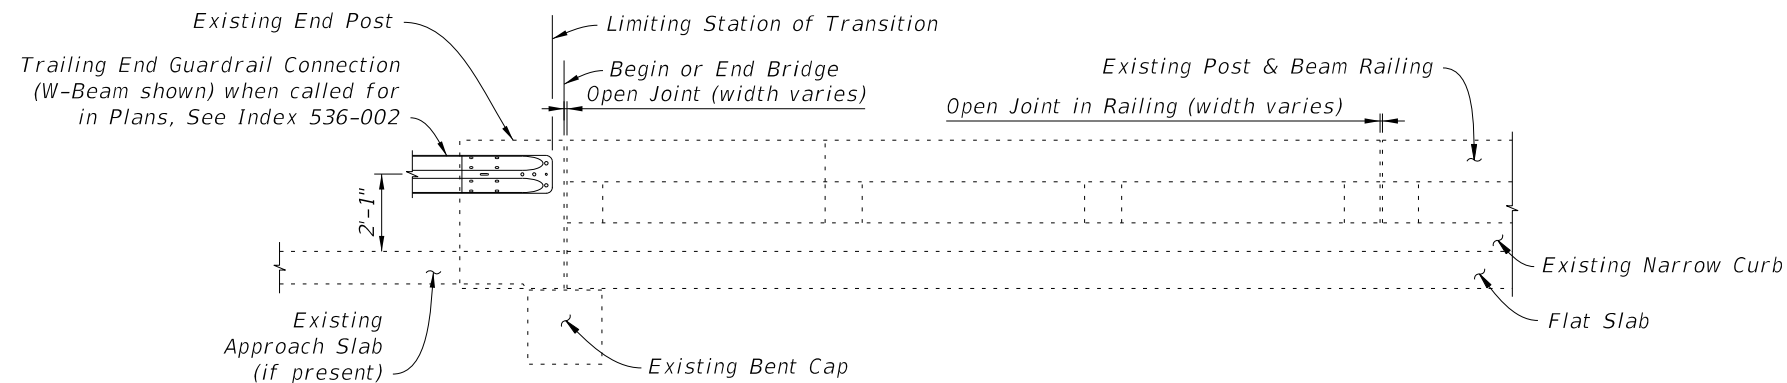 Existing End Post
Limiting Station of Transition
Trailing End Guardrail Connection
(W-Beam shown) when called for
in Plans, See Index 536-002
Begin or End Bridge
Open Joint (width varies)
Existing Post & Beam Railing
Open Joint in Railing (width varies)
2'-1"
Existing Narrow Curb
Flat Slab
Existing
Approach Slab
(if present)
Existing Bent Cap